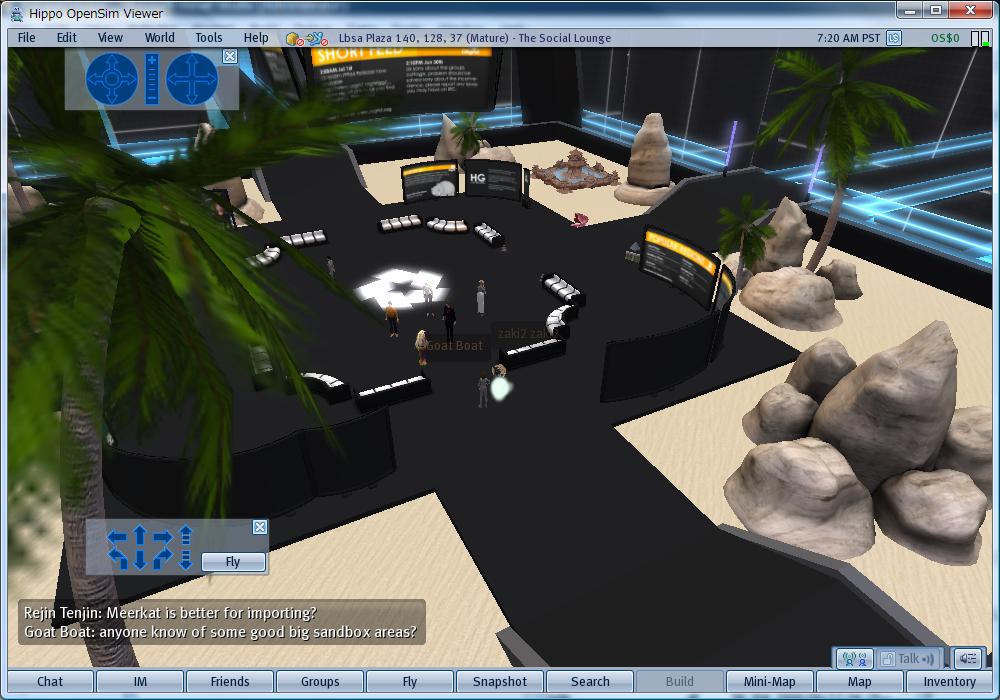 Hippo OpenSim Viewer
File Edit View World Tools Help Lbsa Plaza 140, 128, 37 (Mature) - The Social Lounge 7:20 AM PST OS$0
SHORT FEED
HG
zaki2 zaki
Goat Boat
Fly
Rejin Tenjin: Meerkat is better for importing?
Goat Boat: anyone know of some good big sandbox areas?
Talk
Chat IM Friends Groups Fly Snapshot Search Build Mini-Map Map Inventory